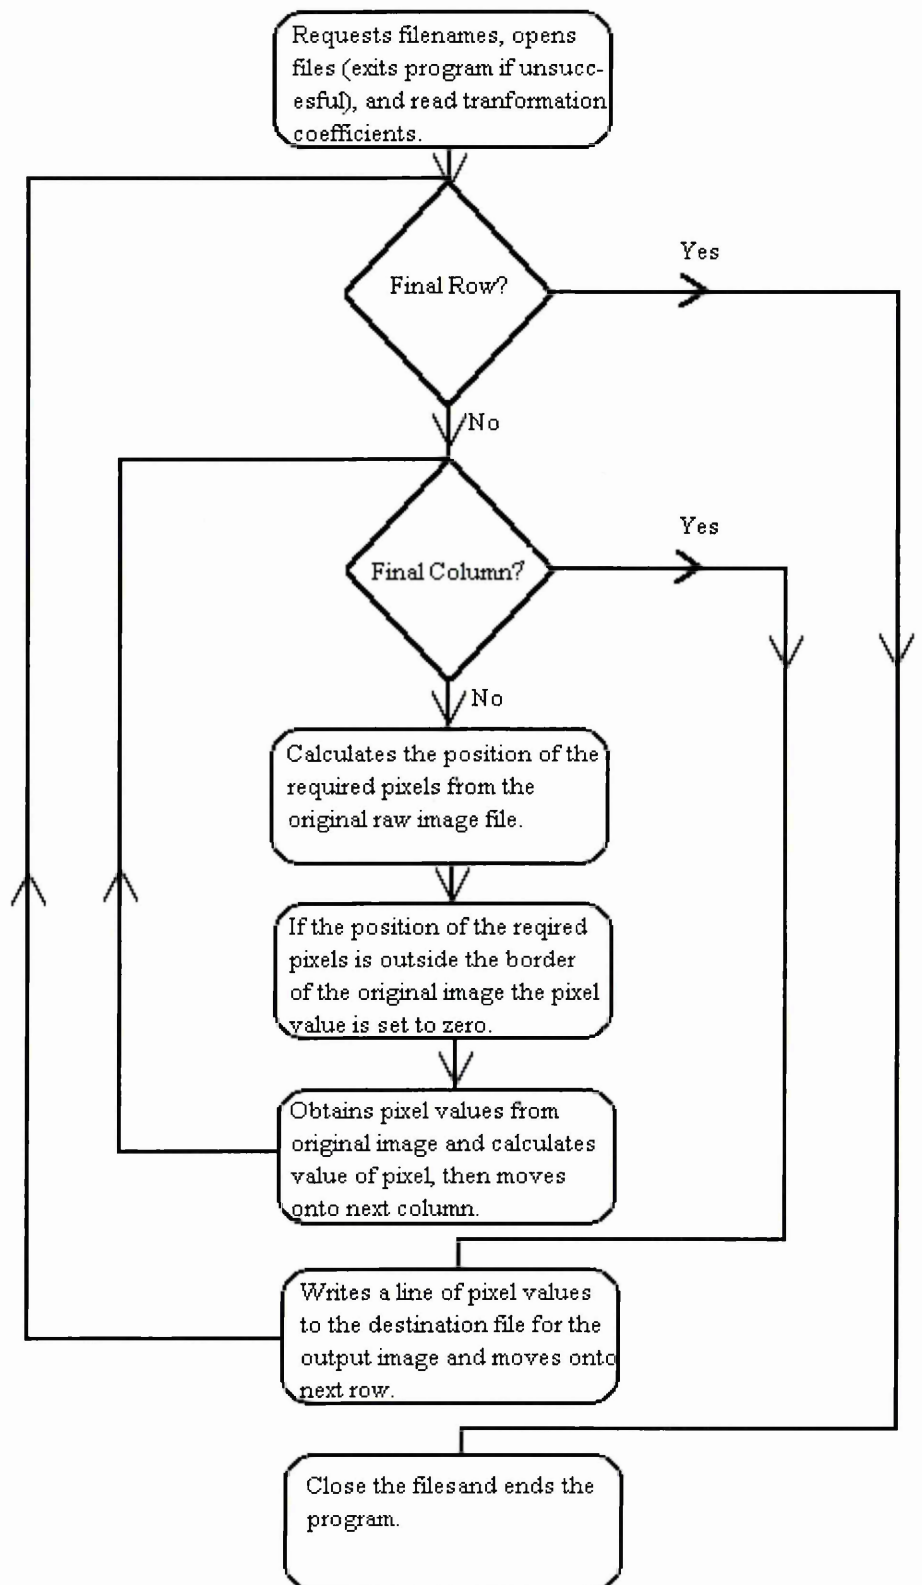 Requests filenames, opens
files (exits program if unsucc-
esful), and read tranformation
coefficients.
Final Row?
Yes
No
Final Column?
Yes
No
Calculates the position of the
required pixels from the
original raw image file.
If the position of the reqired
pixels is outside the border
of the original image the pixel
value is set to zero.
Obtains pixel values from
original image and calculates
value of pixel, then moves
onto next column.
Writes a line of pixel values
to the destination file for the
output image and moves onto
next row.
Close the files and ends the
program.